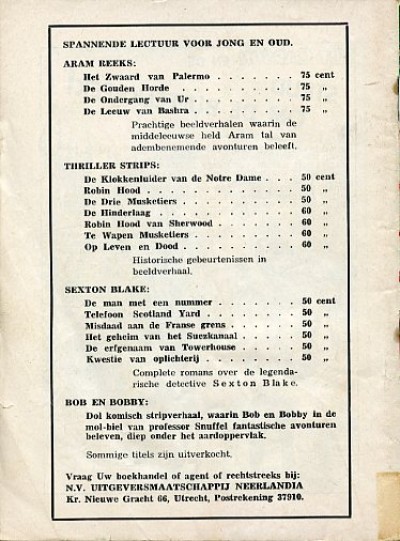 SPANNENDE LECTUUR VOOR JONG EN OUD.
ARAM REEKS:
Het Zwaard van Palermo . . . . . . . 75 cent
De Gouden Horde . . . . . . . . . 75 „
De Ondergang van Ur . . . . . . . . 75 „
De Leeuw van Bashra . . . . . . . . 75 „
Prachtige beeldverhalen waarin de
middeleeuwse held Aram tal van
adembenemende avonturen beleeft.
THRILLER STRIPS:
De Klokkenluider van de Notre Dame . . . 50 cent
Robin Hood . . . . . . . . . . . 50 „
De Drie Musketiers . . . . . . . . . 50 „
De Hinderlaag . . . . . . . . . . 60 „
Robin Hood van Sherwood . . . . . . 60 „
Te Wapen Musketiers . . . . . . . . 60 „
Op Leven en Dood . . . . . . . . . 60 „
Historische gebeurtenissen in
beeldverhaal.
SEXTON BLAKE:
De man met een nummer . . . . . . . 50 cent
Telefoon Scotland Yard . . . . . . . 50 „
Misdaad aan de Franse grens . . . . . 50 „
Het geheim van het Suezkanaal . . . . . 50 „
De erfgenaam van Towerhouse . . . . . 50 „
Kwestie van oplichterij . . . . . . . 50 „
Complete romans over de legenda-
rische detective Sexton Blake.
BOB EN BOBBY:
Dol komisch stripverhaal, waarin Bob en Bobby in de
mol-biel van professor Snuffel fantastische avonturen
beleven, diep onder het aardoppervlak.
Sommige titels zijn uitverkocht.
Vraag Uw boekhandel of agent of rechtstreeks bij:
N.V. UITGEVERSMAATSCHAPPIJ NEERLANDIA
Kr. Nieuwe Gracht 66, Utrecht, Postrekening 37910.